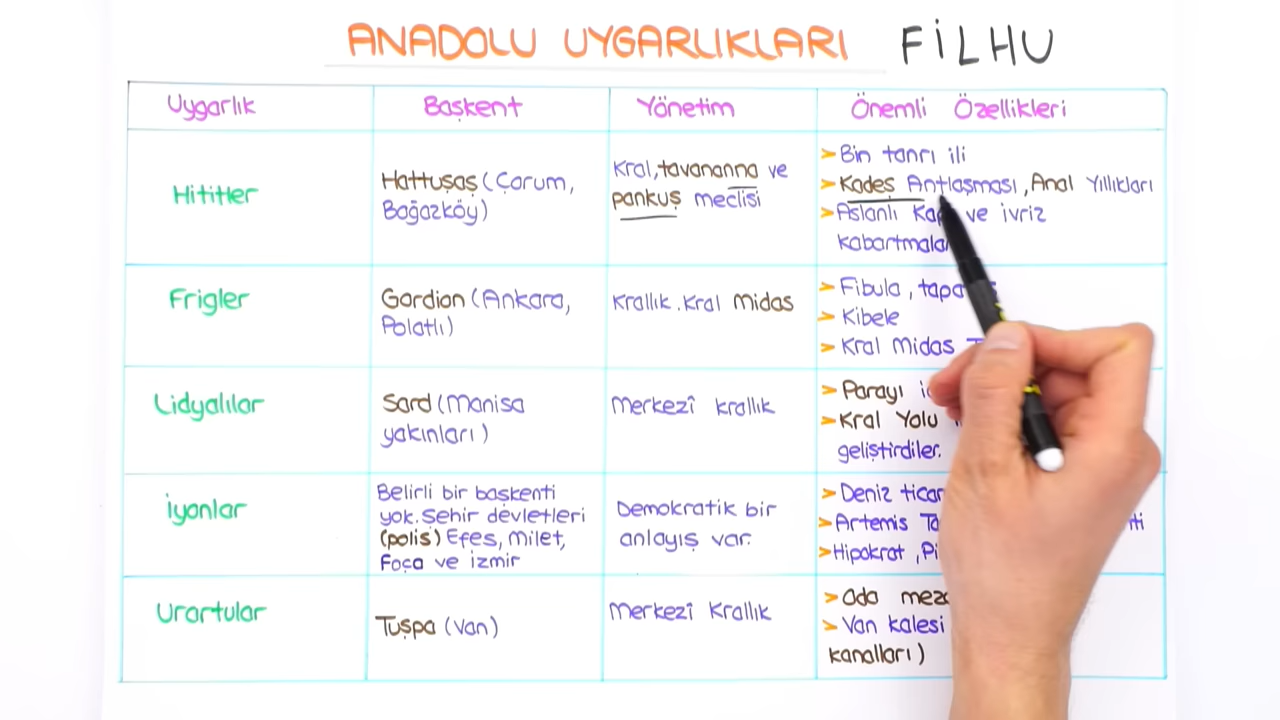 ANADOLU UYGARLIKLARI FİLHU
Uygarlık
Başkent
Yönetim
Önemli Özellikleri
Hititler
Hattuşaş (Çorum,
Boğazköy)
Kral, tavananna ve
pankuş meclisi
➤ Bin tanrı ili
➤ Kadeş Antlaşması, Anal Yıllıkları
➤ Aslanlı ve ivriz
Frigler
Gordion (Ankara,
Polatlı)
Krallık. Kral Midas
➤ Fibula,
➤ Kibele
➤ Kral Midas
Lidyalılar
Sard (Manisa
yakınları)
Merkezî krallık
➤ Parayı
➤ Kral Yolu
geliştirdiler.
İyonlar
Belirli bir başkenti
yok. Şehir devletleri
(polis) Efes, Milet,
Foça ve izmir
Demokratik bir
anlayış var.
➤ Deniz
➤ Artemis
➤ Hipokrat,
Urartular
Tuşpa (Van)
Merkezî Krallık
➤ Oda
➤ Van kalesi
kanalları)